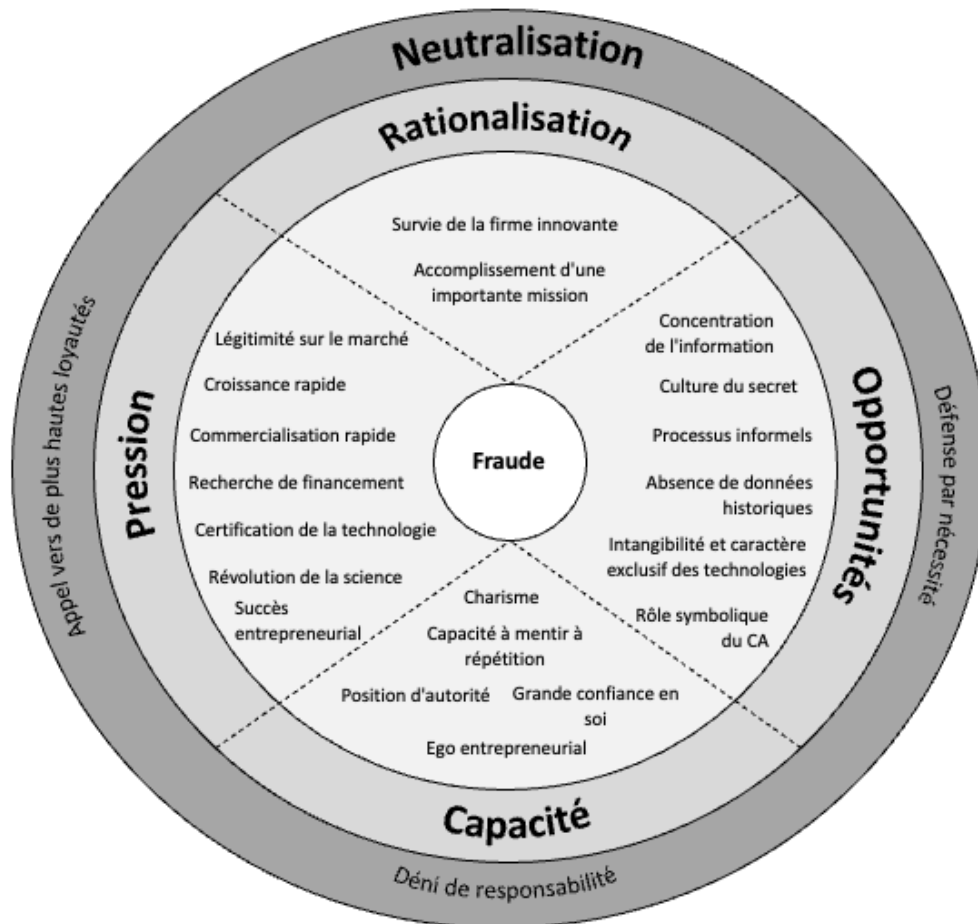 Neutralisation
Rationalisation
Survie de la firme innovante
Accomplissement d'une
importante mission
Appel vers de plus hautes loyautés
Pression
Légitimité sur le marché
Croissance rapide
Commercialisation rapide
Recherche de financement
Certification de la technologie
Révolution de la science
Succès
entrepreneurial
Fraude
Concentration
de l'information
Culture du secret
Processus informels
Absence de données
historiques
Intangibilité et caractère
exclusif des technologies
Rôle symbolique
du CA
Opportunités
Défense par nécessité
Charisme
Capacité à mentir à
répétition
Position d'autorité
Grande confiance en
soi
Ego entrepreneurial
Capacité
Déní de responsabilité